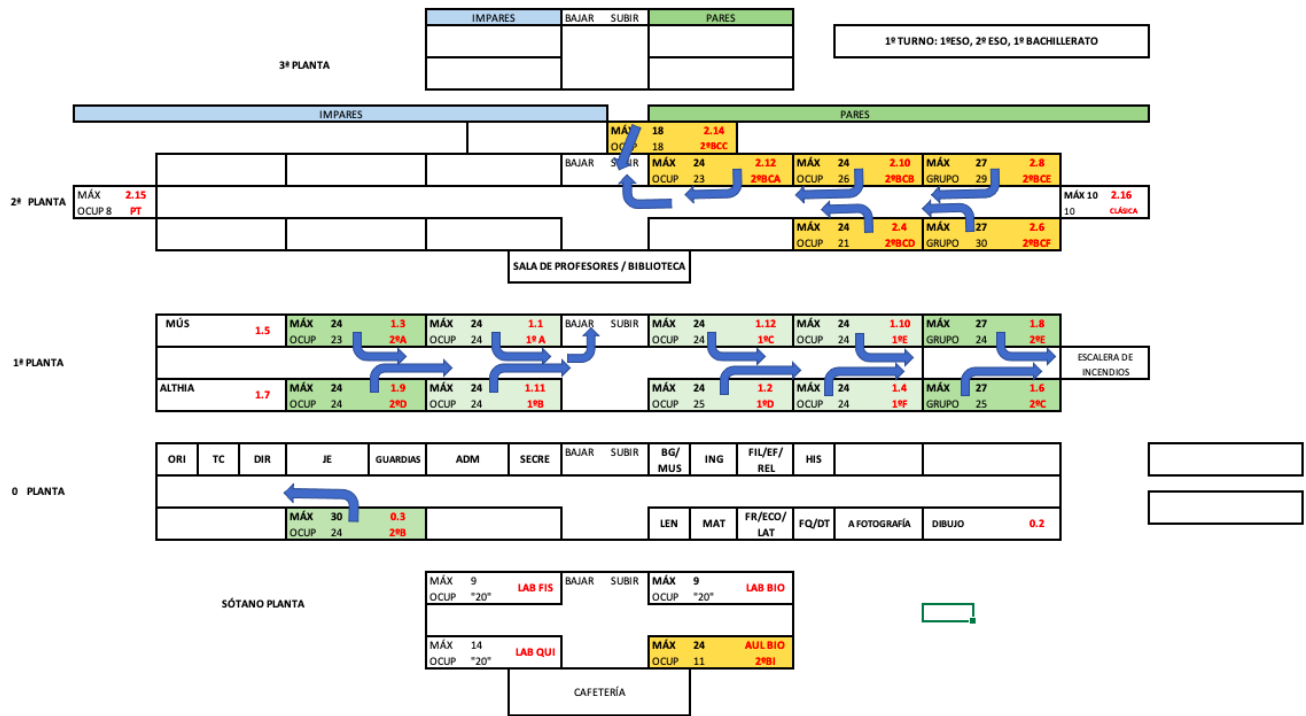 IMPARES BAJAR SUBIR PARES
1º TURNO: 1ºESO, 2º ESO, 1º BACHILLERATO
3ª PLANTA
IMPARES PARES
MÁX 18 2.14
OCUP 18 2ºBCC
BAJAR SUBIR MÁX 24 2.12 MÁX 24 2.10 MÁX 27 2.8
OCUP 23 2ºBCA OCUP 26 2ºBCB GRUPO 29 2ºBCE
2ª PLANTA MÁX 2.15 MÁX 10 2.16
OCUP 8 PT 10 CLÁSICA
MÁX 24 2.4 MÁX 27 2.6
OCUP 21 2ºBCD GRUPO 30 2ºBCF
SALA DE PROFESORES / BIBLIOTECA
MÚS 1.5 MÁX 24 1.3 MÁX 24 1.1 BAJAR SUBIR MÁX 24 1.12 MÁX 24 1.10 MÁX 27 1.8
OCUP 23 2ºA OCUP 24 1º A OCUP 24 1ºC OCUP 24 1ºE GRUPO 24 2ºE
1ª PLANTA ESCALERA DE
INCENDIOS
ALTHIA 1.7 MÁX 24 1.9 MÁX 24 1.11 MÁX 24 1.2 MÁX 24 1.4 MÁX 27 1.6
OCUP 24 2ºD OCUP 24 1ºB OCUP 25 1ºD OCUP 24 1ºF GRUPO 25 2ºC
ORI TC DIR JE GUARDIAS ADM SECRE BAJAR SUBIR BG/ ING FIL/EF/ HIS
MUS REL
0 PLANTA
MÁX 30 0.3 LEN MAT FR/ECO/ FQ/DT A FOTOGRAFÍA DIBUJO 0.2
OCUP 24 2ºB LAT
MÁX 9 LAB FIS BAJAR SUBIR MÁX 9 LAB BIO
OCUP "20" OCUP "20"
SÓTANO PLANTA
MÁX 14 LAB QUI MÁX 24 AUL BIO
OCUP "20" OCUP 11 2ºBI
CAFETERÍA